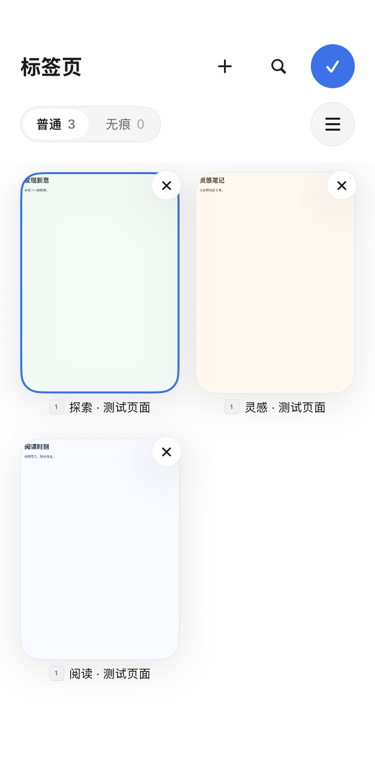 标签页
普通 3
无痕 0
发现新意
灵感笔记
1 探索 · 测试页面
1 灵感 · 测试页面
阅读时刻
1 阅读 · 测试页面